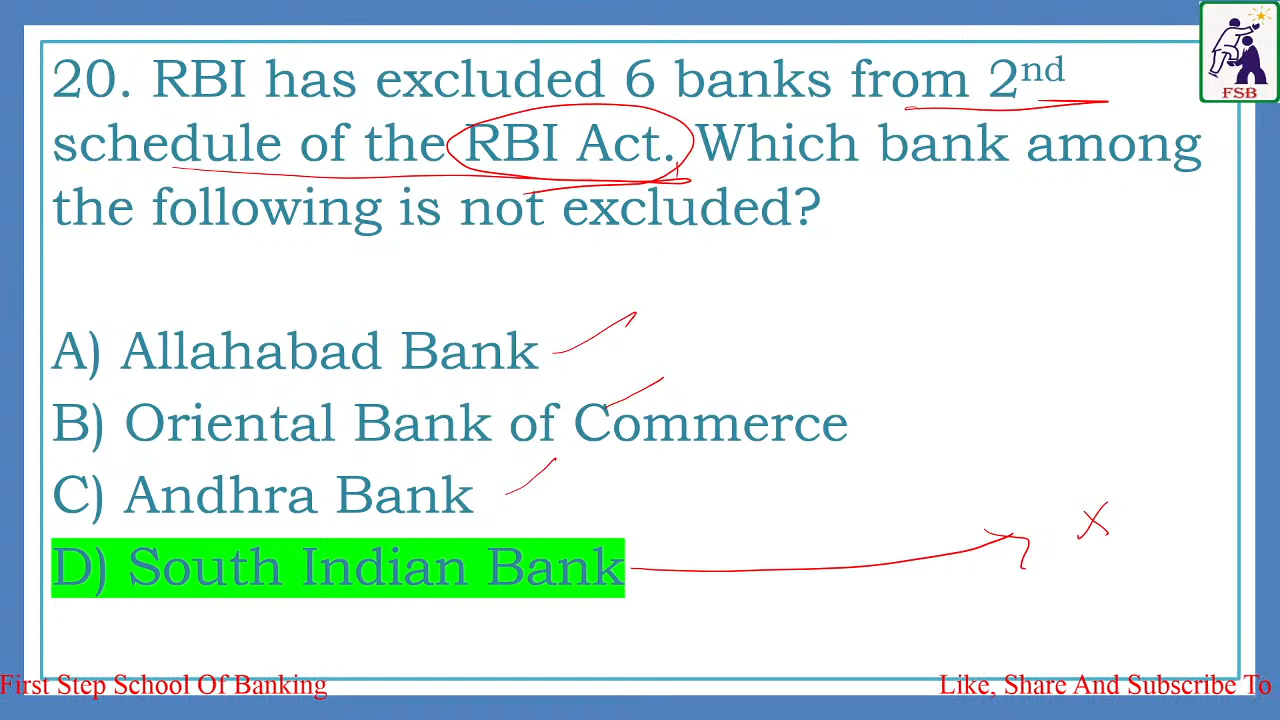 20. RBI has excluded 6 banks from 2nd
schedule of the RBI Act. Which bank among
the following is not excluded?
A) Allahabad Bank
B) Oriental Bank of Commerce
C) Andhra Bank
D) South Indian Bank
FSB
First Step School Of Banking
Like, Share And Subscribe To